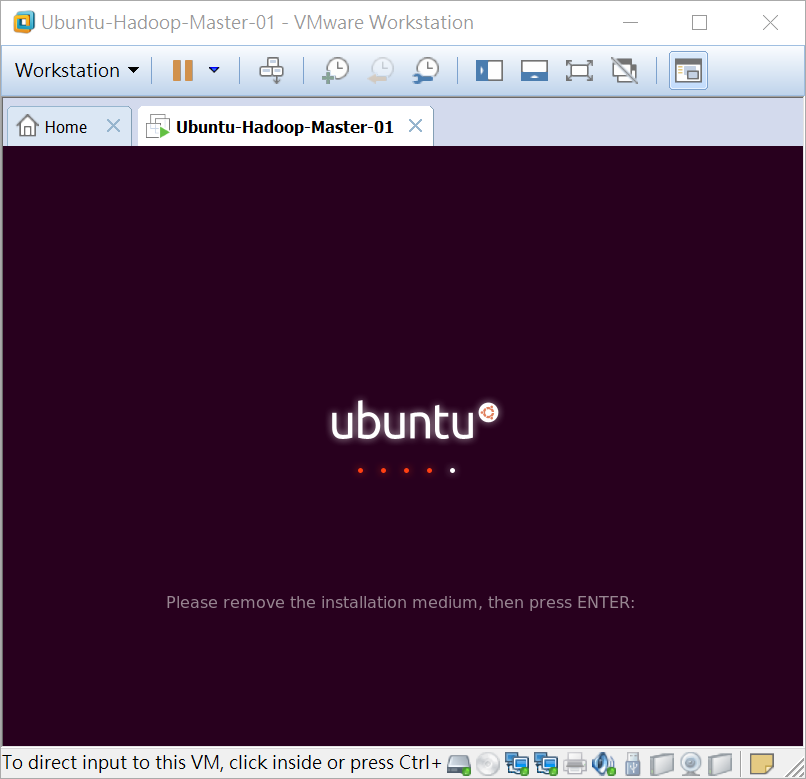 Ubuntu-Hadoop-Master-01 - VMware Workstation
Workstation
Home
Ubuntu-Hadoop-Master-01
ubuntu
Please remove the installation medium, then press ENTER:
To direct input to this VM, click inside or press Ctrl+